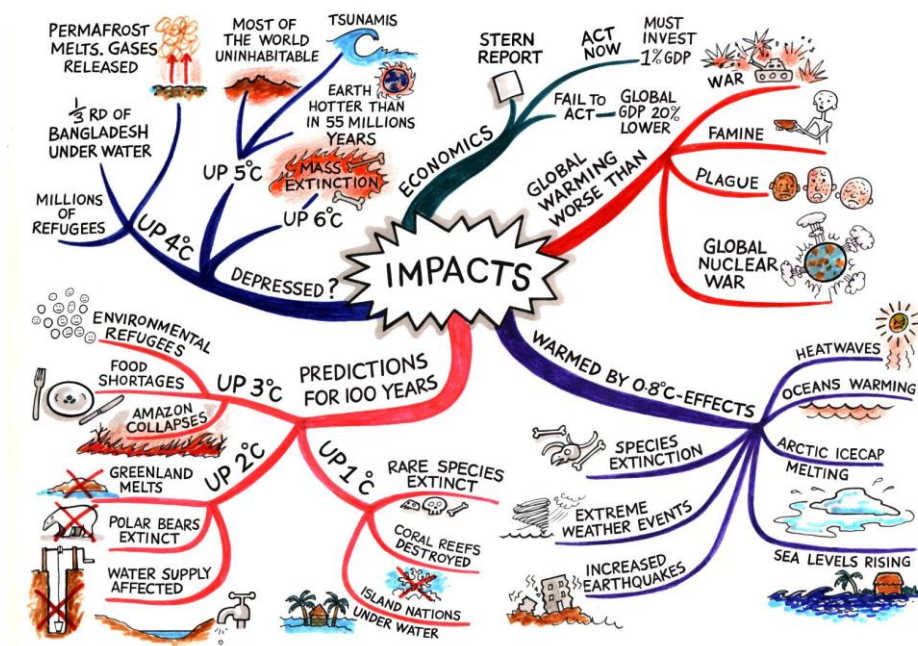 IMPACTS
ECONOMICS
STERN
REPORT
ACT
NOW
MUST
INVEST
1% GDP
FAIL TO
ACT
GLOBAL
GDP 20%
LOWER
GLOBAL
WARMING
WORSE THAN
WAR
FAMINE
PLAGUE
GLOBAL
NUCLEAR
WAR
WARMED BY 0·8°C-EFFECTS
HEATWAVES
OCEANS WARMING
ARCTIC ICECAP
MELTING
SEA LEVELS RISING
SPECIES
EXTINCTION
EXTREME
WEATHER EVENTS
INCREASED
EARTHQUAKES
PREDICTIONS
FOR 100 YEARS
UP 1°C
RARE SPECIES
EXTINCT
CORAL REEFS
DESTROYED
ISLAND NATIONS
UNDER WATER
UP 2°C
GREENLAND
MELTS
POLAR BEARS
EXTINCT
WATER SUPPLY
AFFECTED
UP 3°C
ENVIRONMENTAL
REFUGEES
FOOD
SHORTAGES
AMAZON
COLLAPSES
DEPRESSED?
UP 4°C
MILLIONS
OF
REFUGEES
1/3 RD OF
BANGLADESH
UNDER WATER
PERMAFROST
MELTS. GASES
RELEASED
UP 5°C
MOST OF
THE WORLD
UNINHABITABLE
TSUNAMIS
UP 6°C
EARTH
HOTTER THAN
IN 55 MILLIONS
YEARS
MASS
EXTINCTION